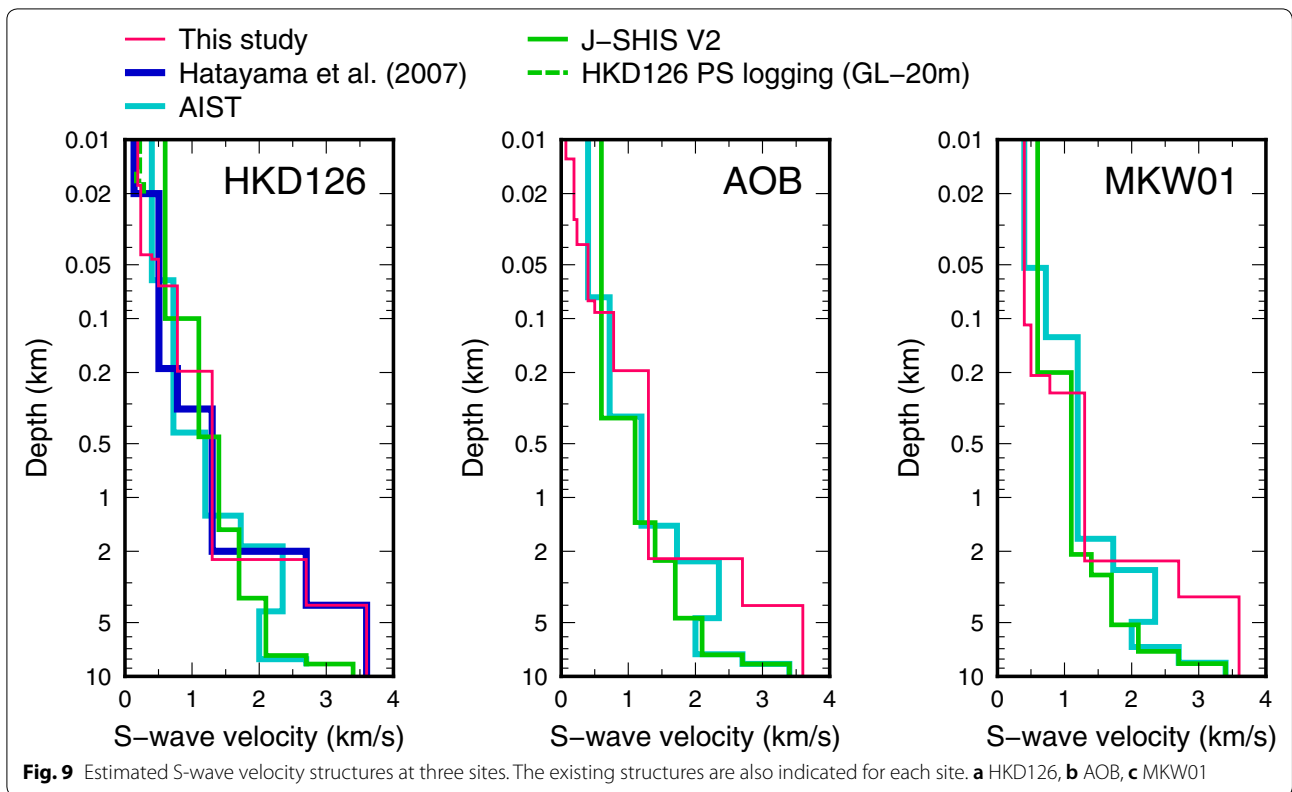 This study
Hatayama et al. (2007)
AIST
J−SHIS V2
HKD126 PS logging (GL−20m)
HKD126
0.01
0.02
0.05
0.1
0.2
0.5
1
2
5
10
Depth (km)
0 1 2 3 4
S−wave velocity (km/s)
AOB
0.01
0.02
0.05
0.1
0.2
0.5
1
2
5
10
Depth (km)
0 1 2 3 4
S−wave velocity (km/s)
MKW01
0.01
0.02
0.05
0.1
0.2
0.5
1
2
5
10
Depth (km)
0 1 2 3 4
S−wave velocity (km/s)
Fig. 9 Estimated S-wave velocity structures at three sites. The existing structures are also indicated for each site. a HKD126, b AOB, c MKW01